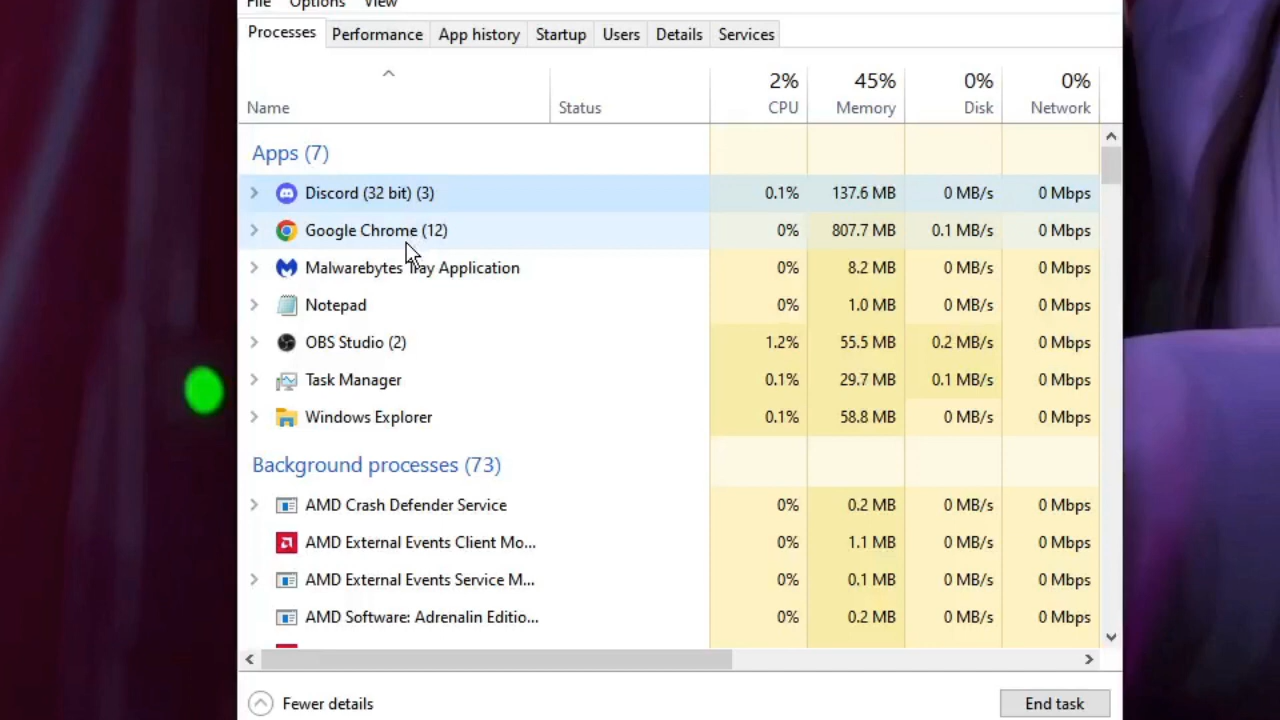 File Options View
Processes Performance App history Startup Users Details Services
2% 45% 0% 0%
Name Status CPU Memory Disk Network
Apps (7)
Discord (32 bit) (3) 0.1% 137.6 MB 0 MB/s 0 Mbps
Google Chrome (12) 0% 807.7 MB 0.1 MB/s 0 Mbps
Malwarebytes Tray Application 0% 8.2 MB 0 MB/s 0 Mbps
Notepad 0% 1.0 MB 0 MB/s 0 Mbps
OBS Studio (2) 1.2% 55.5 MB 0.2 MB/s 0 Mbps
Task Manager 0.1% 29.7 MB 0.1 MB/s 0 Mbps
Windows Explorer 0.1% 58.8 MB 0 MB/s 0 Mbps
Background processes (73)
AMD Crash Defender Service 0% 0.2 MB 0 MB/s 0 Mbps
AMD External Events Client Mo... 0% 1.1 MB 0 MB/s 0 Mbps
AMD External Events Service M... 0% 0.1 MB 0 MB/s 0 Mbps
AMD Software: Adrenalin Editio... 0% 0.2 MB 0 MB/s 0 Mbps
Fewer details End task